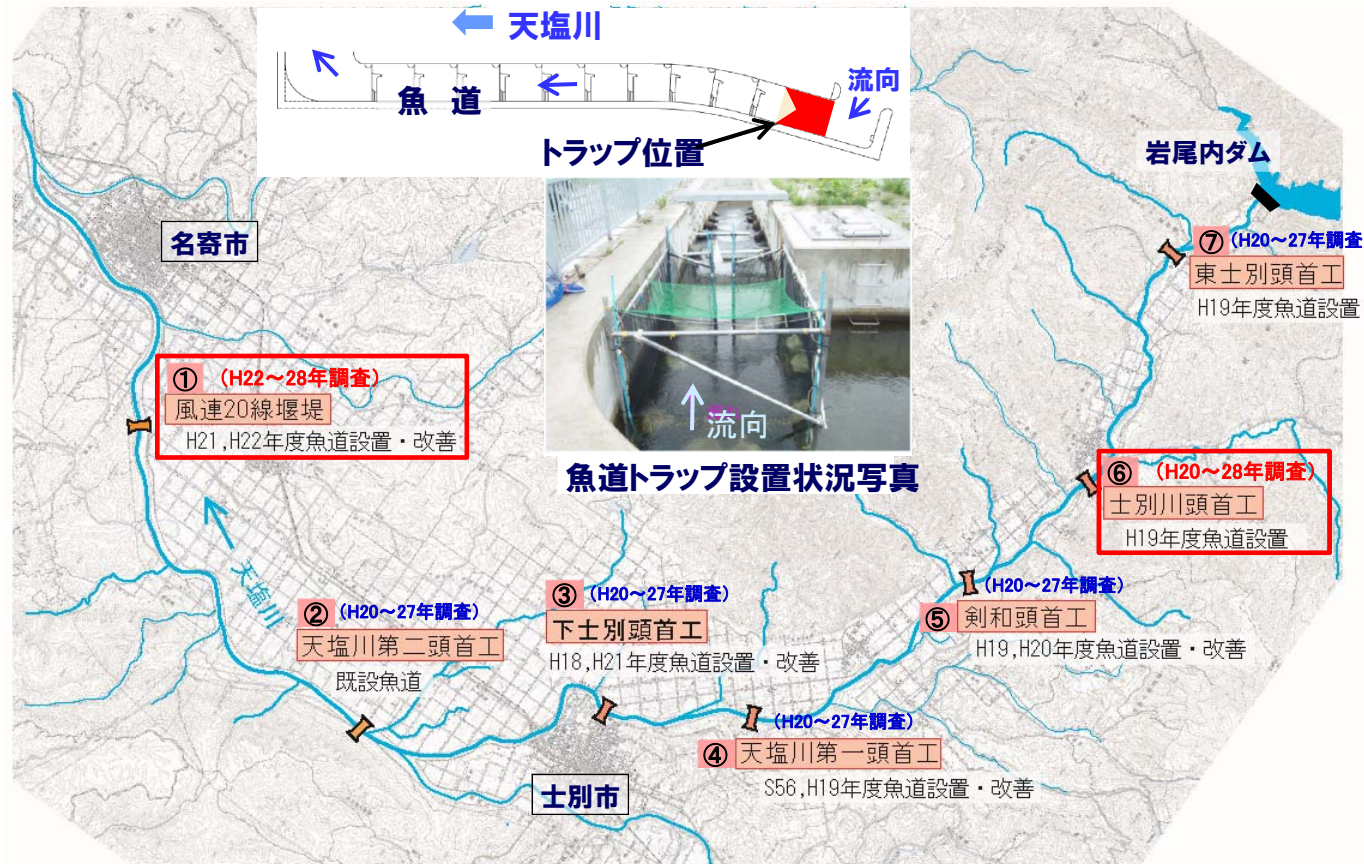 天塩川
流向
魚道
トラップ位置
岩尾内ダム
名寄市
⑦ (H20～27年調査
東士別頭首工
H19年度魚道設置
① (H22～28年調査)
風連20線堰堤
H21,H22年度魚道設置・改善
流向
魚道トラップ設置状況写真
⑥ (H20～28年調査)
士別川頭首工
H19年度魚道設置
天塩川
② (H20～27年調査)
天塩川第二頭首工
既設魚道
③ (H20～27年調査)
下士別頭首工
H18,H21年度魚道設置・改善
(H20～27年調査)
⑤ 剣和頭首工
H19,H20年度魚道設置・改善
(H20～27年調査)
④ 天塩川第一頭首工
S56,H19年度魚道設置・改善
士別市